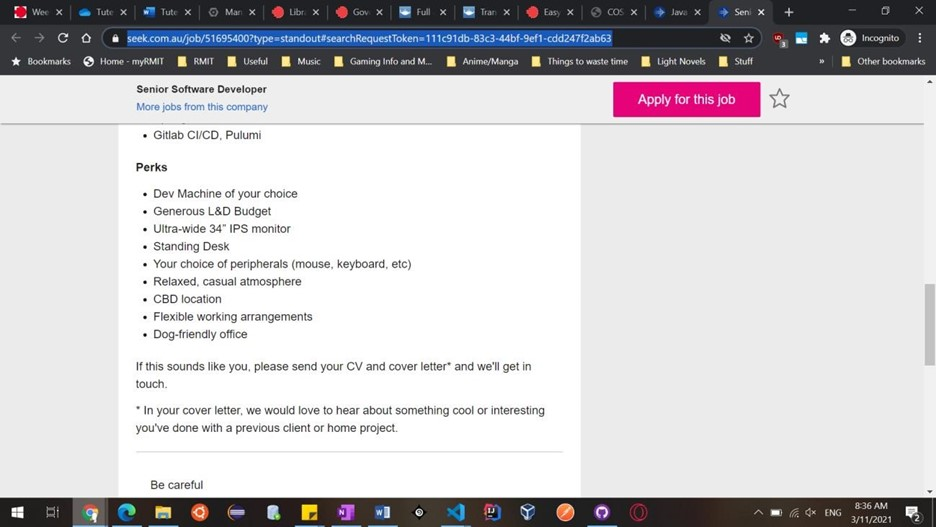 Wee
Tute
Tute
Man
Libra
Gov
Full
Tran
Easy
COS
Java
Seni
seek.com.au/job/51695400?type=standout#searchRequestToken=111c91db-83c3-44bf-9ef1-cdd247f2ab63
3
Incognito
Bookmarks
Home - myRMIT
RMIT
Useful
Music
Gaming Info and M...
Anime/Manga
Things to waste time
Light Novels
Stuff
»
Other bookmarks
Senior Software Developer
More jobs from this company
Apply for this job
• Gitlab CI/CD, Pulumi
Perks
• Dev Machine of your choice
• Generous L&D Budget
• Ultra-wide 34” IPS monitor
• Standing Desk
• Your choice of peripherals (mouse, keyboard, etc)
• Relaxed, casual atmosphere
• CBD location
• Flexible working arrangements
• Dog-friendly office
If this sounds like you, please send your CV and cover letter* and we'll get in
touch.
* In your cover letter, we would love to hear about something cool or interesting
you've done with a previous client or home project.
Be careful
ENG
8:36 AM
3/11/2021
2